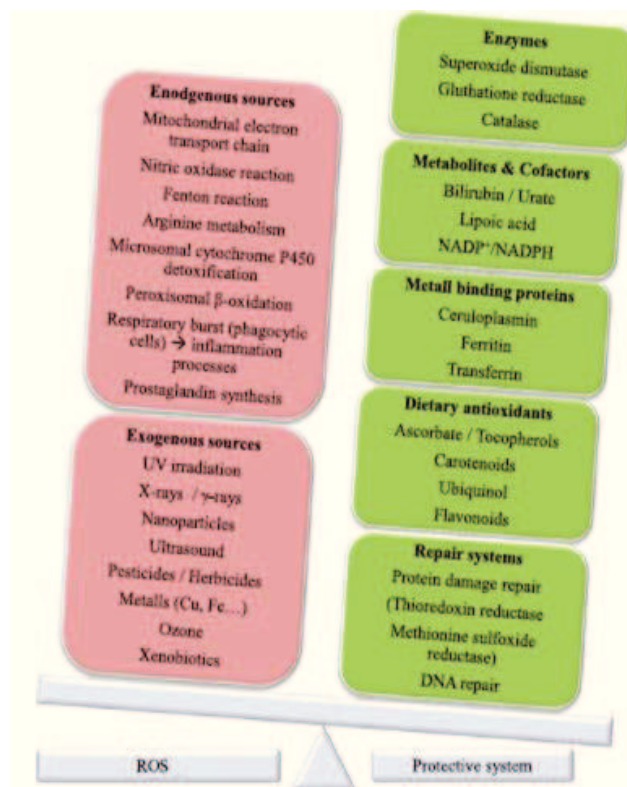 Enodgenous sources
Mitochondrial electron
transport chain
Nitric oxidase reaction
Fenton reaction
Arginine metabolism
Microsomal cytochrome P450
detoxification
Peroxisomal β-oxidation
Respiratory burst (phagocytic
cells) → inflammation
processes
Prostaglandin synthesis
Exogenous sources
UV irradiation
X-rays / γ-rays
Nanoparticles
Ultrasound
Pesticides / Herbicides
Metalls (Cu, Fe…)
Ozone
Xenobiotics
ROS
Enzymes
Superoxide dismutase
Gluthatione reductase
Catalase
Metabolites & Cofactors
Bilirubin / Urate
Lipoic acid
NADP⁺/NADPH
Metall binding proteins
Ceruloplasmin
Ferritin
Transferrin
Dietary antioxidants
Ascorbate / Tocopherols
Carotenoids
Ubiquinol
Flavonoids
Repair systems
Protein damage repair
(Thioredoxin reductase
Methionine sulfoxide
reductase)
DNA repair
Protective system